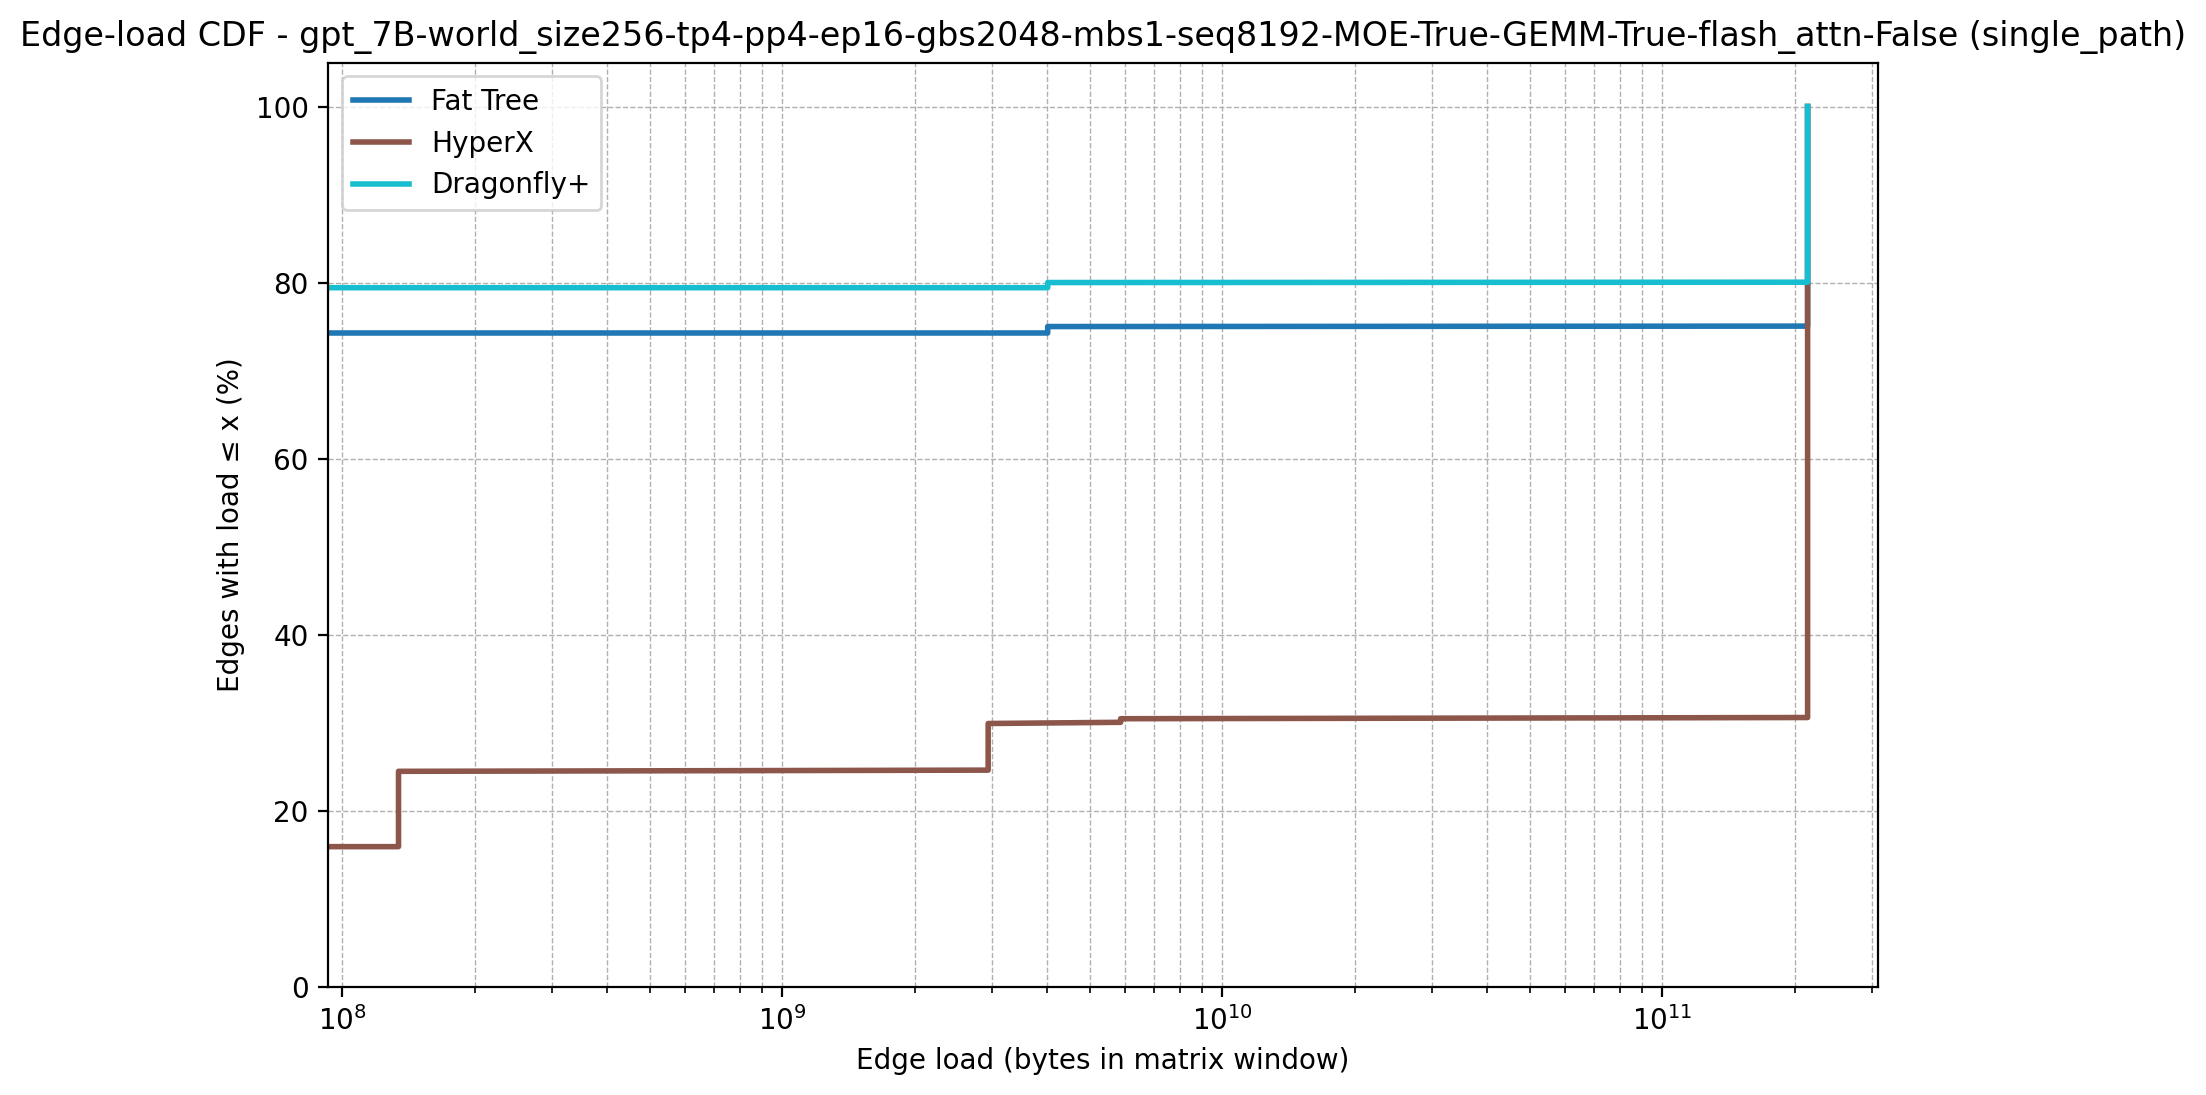 Edge-load CDF - gpt_7B-world_size256-tp4-pp4-ep16-gbs2048-mbs1-seq8192-MOE-True-GEMM-True-flash_attn-False (single_path)
Fat Tree
HyperX
Dragonfly+
100
80
60
40
20
0
Edges with load ≤ x (%)
10⁸ 10⁹ 10¹⁰ 10¹¹
Edge load (bytes in matrix window)